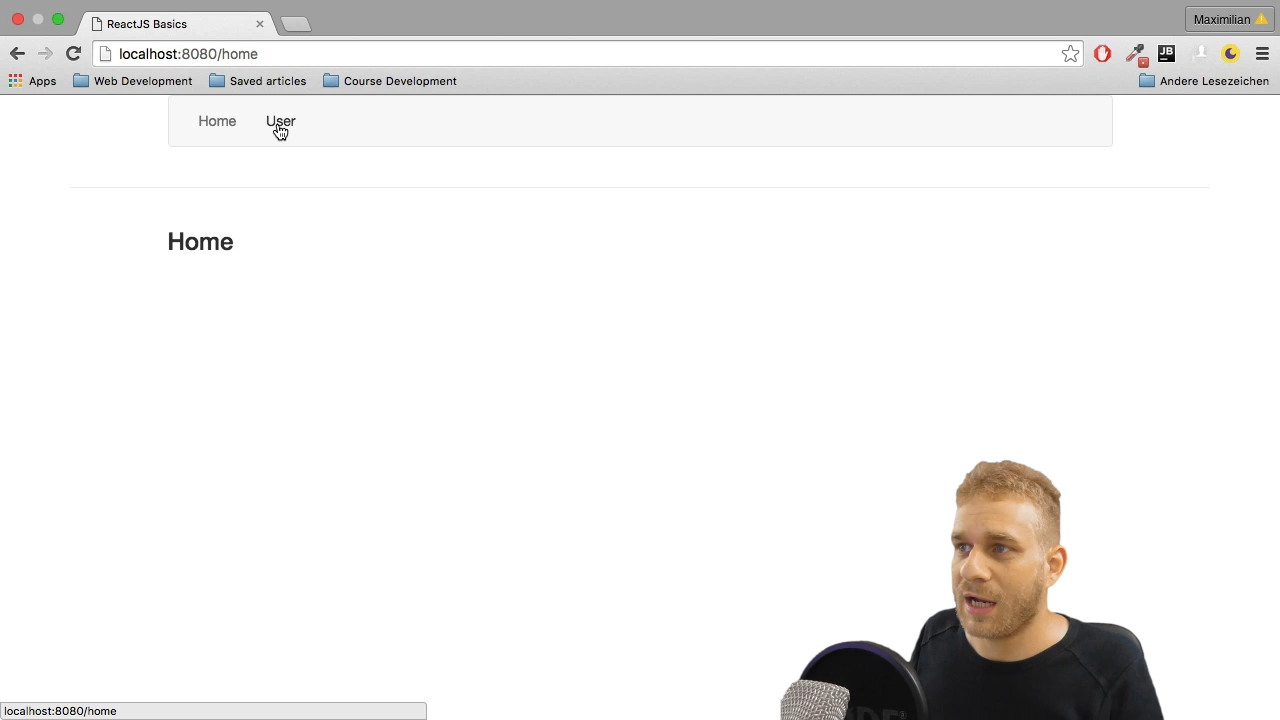 ReactJS Basics
Maximilian
localhost:8080/home
JB
Apps Web Development Saved articles Course Development Andere Lesezeichen
Home User
Home
localhost:8080/home